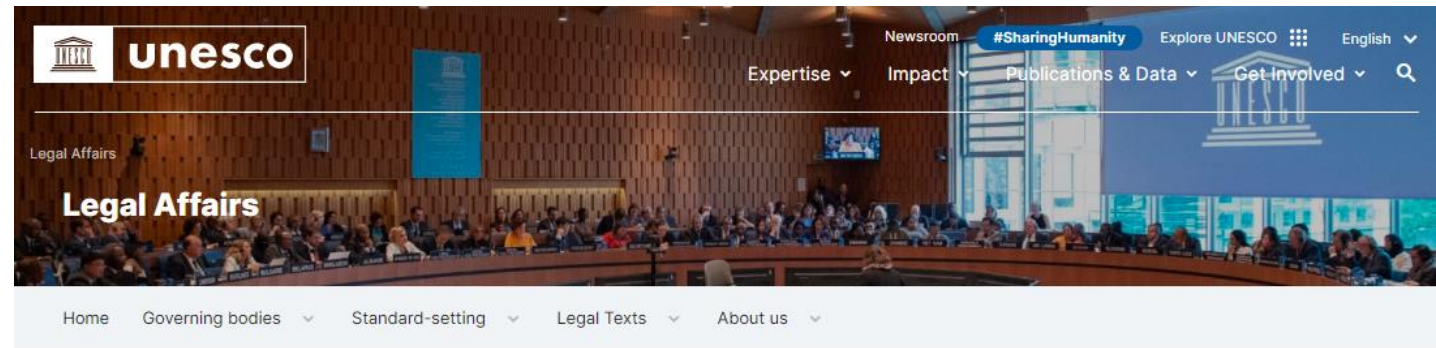 unesco
Newsroom #SharingHumanity Explore UNESCO English
Expertise Impact Publications & Data Get Involved
UNESCO
Legal Affairs
Legal Affairs
Home Governing bodies Standard-setting Legal Texts About us